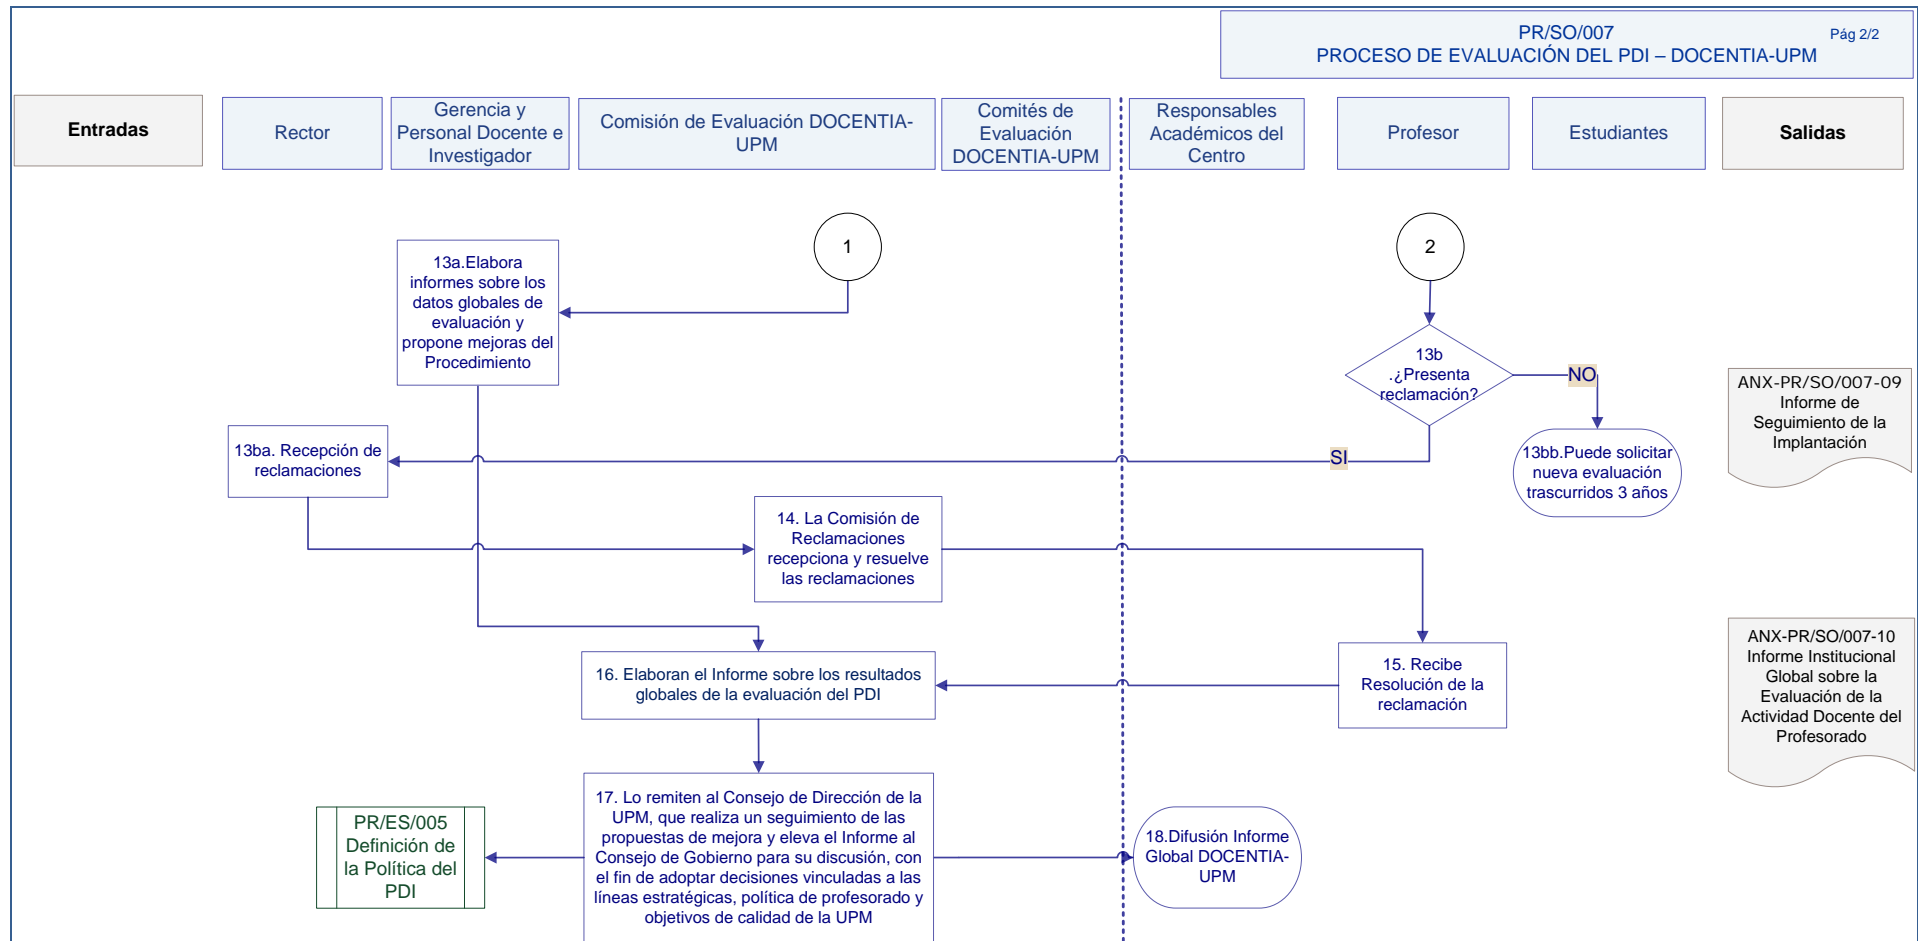 PR/SO/007
Pág 2/2
PROCESO DE EVALUACIÓN DEL PDI – DOCENTIA-UPM
Entradas
Rector
Gerencia y
Personal Docente e
Investigador
Comisión de Evaluación DOCENTIA-
UPM
Comités de
Evaluación
DOCENTIA-UPM
Responsables
Académicos del
Centro
Profesor
Estudiantes
Salidas
1
2
13a.Elabora
informes sobre los
datos globales de
evaluación y
propone mejoras del
Procedimiento
13b
.¿Presenta
reclamación?
NO
SI
ANX-PR/SO/007-09
Informe de
Seguimiento de la
Implantación
13ba. Recepción de
reclamaciones
13bb.Puede solicitar
nueva evaluación
trascurridos 3 años
14. La Comisión de
Reclamaciones
recepciona y resuelve
las reclamaciones
15. Recibe
Resolución de la
reclamación
16. Elaboran el Informe sobre los resultados
globales de la evaluación del PDI
ANX-PR/SO/007-10
Informe Institucional
Global sobre la
Evaluación de la
Actividad Docente del
Profesorado
PR/ES/005
Definición de
la Política del
PDI
17. Lo remiten al Consejo de Dirección de la
UPM, que realiza un seguimiento de las
propuestas de mejora y eleva el Informe al
Consejo de Gobierno para su discusión, con
el fin de adoptar decisiones vinculadas a las
líneas estratégicas, política de profesorado y
objetivos de calidad de la UPM
18.Difusión Informe
Global DOCENTIA-
UPM